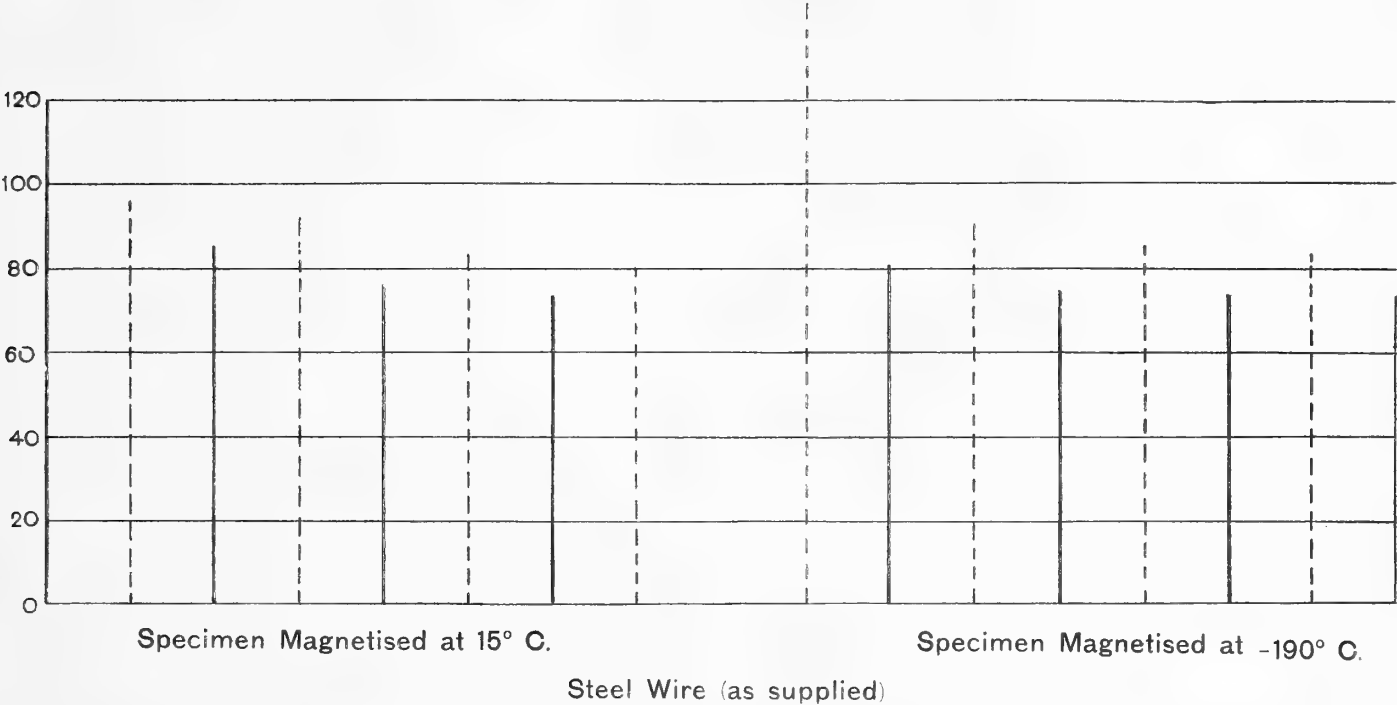 120
100
80
60
40
20
0
Specimen Magnetised at 15° C.
Specimen Magnetised at -190° C.
Steel Wire (as supplied)